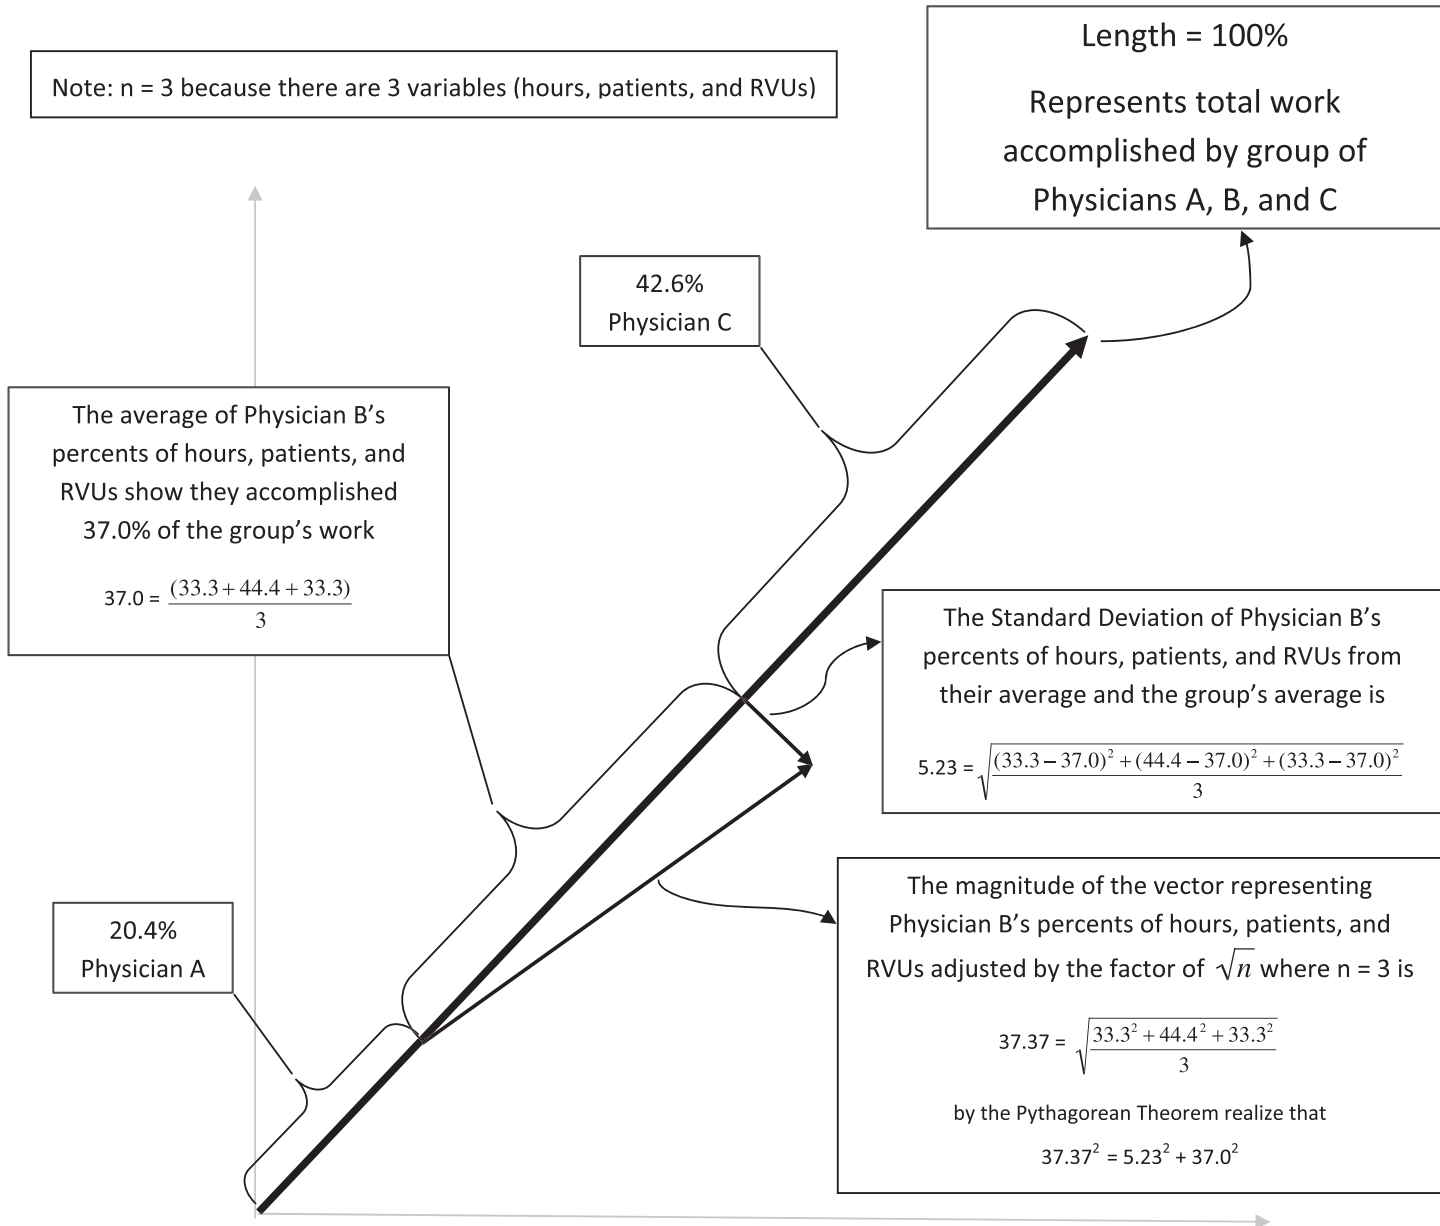 Length = 100%
Represents total work
accomplished by group of
Physicians A, B, and C
Note: n = 3 because there are 3 variables (hours, patients, and RVUs)
42.6%
Physician C
The average of Physician B’s
percents of hours, patients, and
RVUs show they accomplished
37.0% of the group’s work
37.0 = (33.3 + 44.4 + 33.3) / 3
The Standard Deviation of Physician B’s
percents of hours, patients, and RVUs from
their average and the group’s average is
5.23 = √((33.3 – 37.0)² + (44.4 – 37.0)² + (33.3 – 37.0)² / 3)
20.4%
Physician A
The magnitude of the vector representing
Physician B’s percents of hours, patients, and
RVUs adjusted by the factor of √n where n = 3 is
37.37 = √(33.3² + 44.4² + 33.3² / 3)
by the Pythagorean Theorem realize that
37.37² = 5.23² + 37.0²